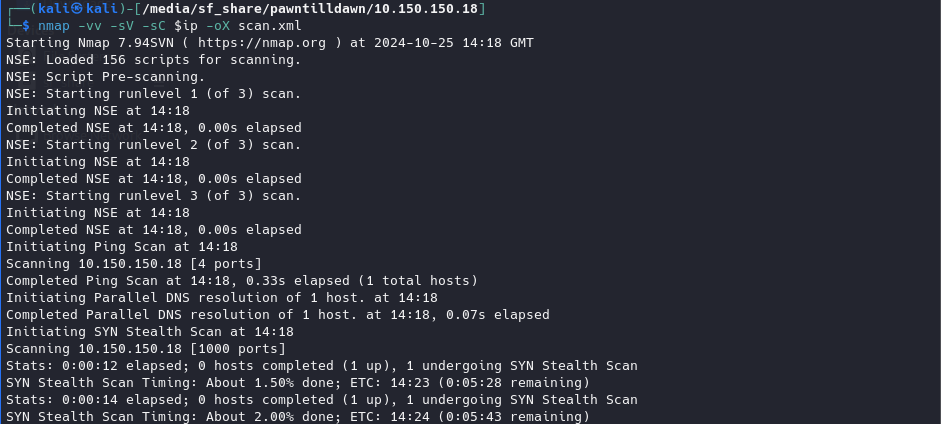 ┌──(kali㉿kali)-[/media/sf_share/pawntilldawn/10.150.150.18]
└─$ nmap -vv -sV -sC $ip -oX scan.xml
Starting Nmap 7.94SVN ( https://nmap.org ) at 2024-10-25 14:18 GMT
NSE: Loaded 156 scripts for scanning.
NSE: Script Pre-scanning.
NSE: Starting runlevel 1 (of 3) scan.
Initiating NSE at 14:18
Completed NSE at 14:18, 0.00s elapsed
NSE: Starting runlevel 2 (of 3) scan.
Initiating NSE at 14:18
Completed NSE at 14:18, 0.00s elapsed
NSE: Starting runlevel 3 (of 3) scan.
Initiating NSE at 14:18
Completed NSE at 14:18, 0.00s elapsed
Initiating Ping Scan at 14:18
Scanning 10.150.150.18 [4 ports]
Completed Ping Scan at 14:18, 0.33s elapsed (1 total hosts)
Initiating Parallel DNS resolution of 1 host. at 14:18
Completed Parallel DNS resolution of 1 host. at 14:18, 0.07s elapsed
Initiating SYN Stealth Scan at 14:18
Scanning 10.150.150.18 [1000 ports]
Stats: 0:00:12 elapsed; 0 hosts completed (1 up), 1 undergoing SYN Stealth Scan
SYN Stealth Scan Timing: About 1.50% done; ETC: 14:23 (0:05:28 remaining)
Stats: 0:00:14 elapsed; 0 hosts completed (1 up), 1 undergoing SYN Stealth Scan
SYN Stealth Scan Timing: About 2.00% done; ETC: 14:24 (0:05:43 remaining)